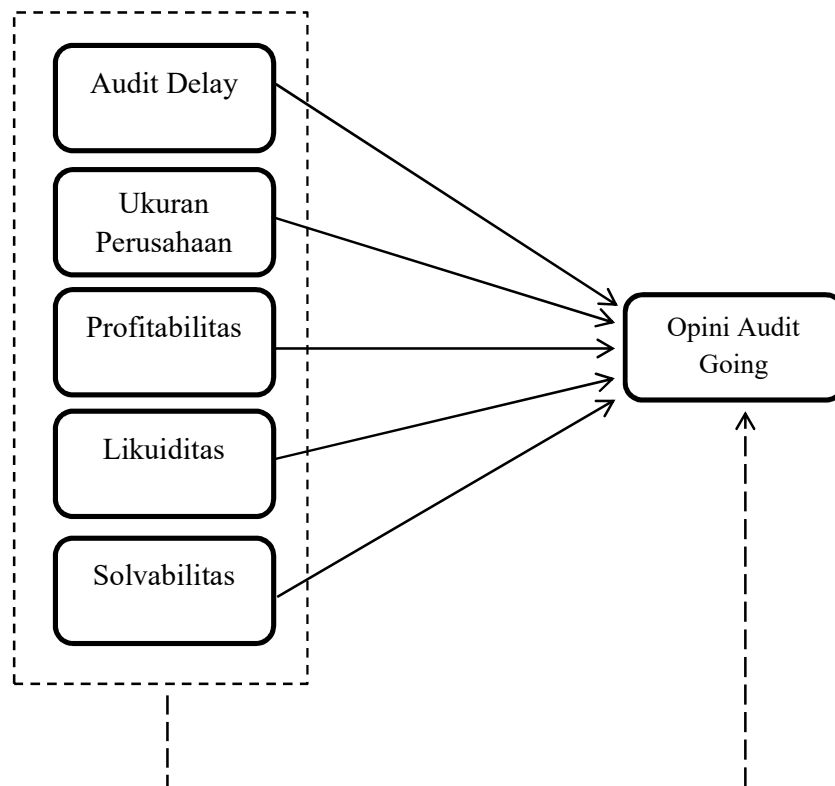 Audit Delay
Ukuran
Perusahaan
Profitabilitas
Likuiditas
Solvabilitas
Opini Audit
Going